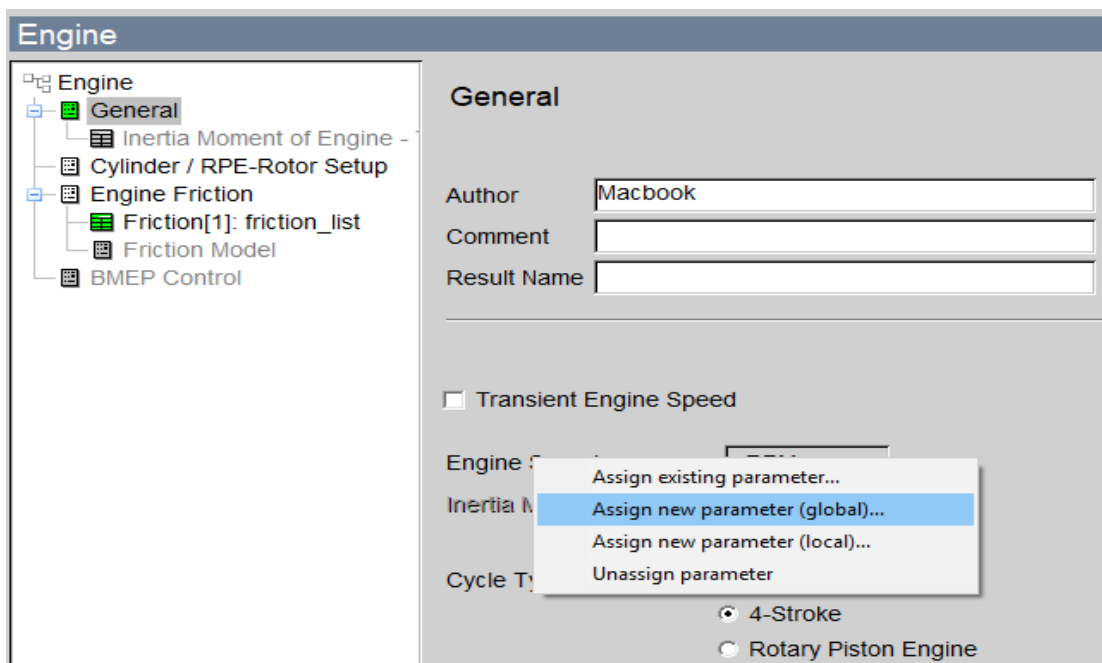 Engine
Engine
General
Inertia Moment of Engine -
Cylinder / RPE-Rotor Setup
Engine Friction
Friction[1]: friction_list
Friction Model
BMEP Control
General
Author Macbook
Comment
Result Name
Transient Engine Speed
Engine
Assign existing parameter...
Inertia
Assign new parameter (global)...
Assign new parameter (local)...
Cycle
Unassign parameter
4-Stroke
Rotary Piston Engine